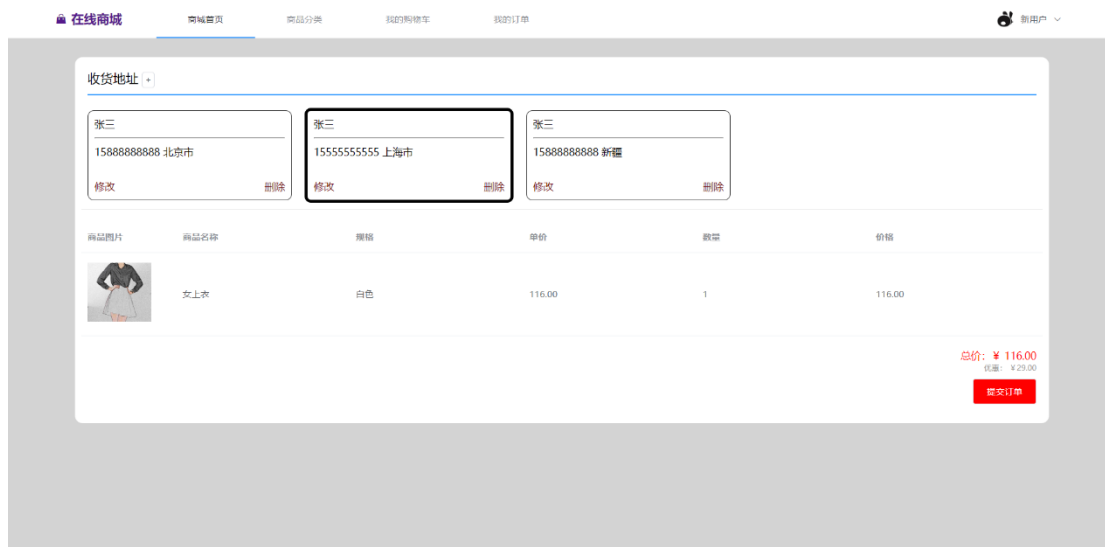 在线商城 商城首页 商品分类 我的购物车 我的订单 新用户
收货地址 +
张三 张三 张三
15888888888 北京市 15555555555 上海市 15888888888 新疆
修改 删除 修改 删除 修改 删除
商品图片 商品名称 规格 单价 数量 价格
女上衣 白色 116.00 1 116.00
总价: ¥ 116.00
优惠: ¥29.00
提交订单